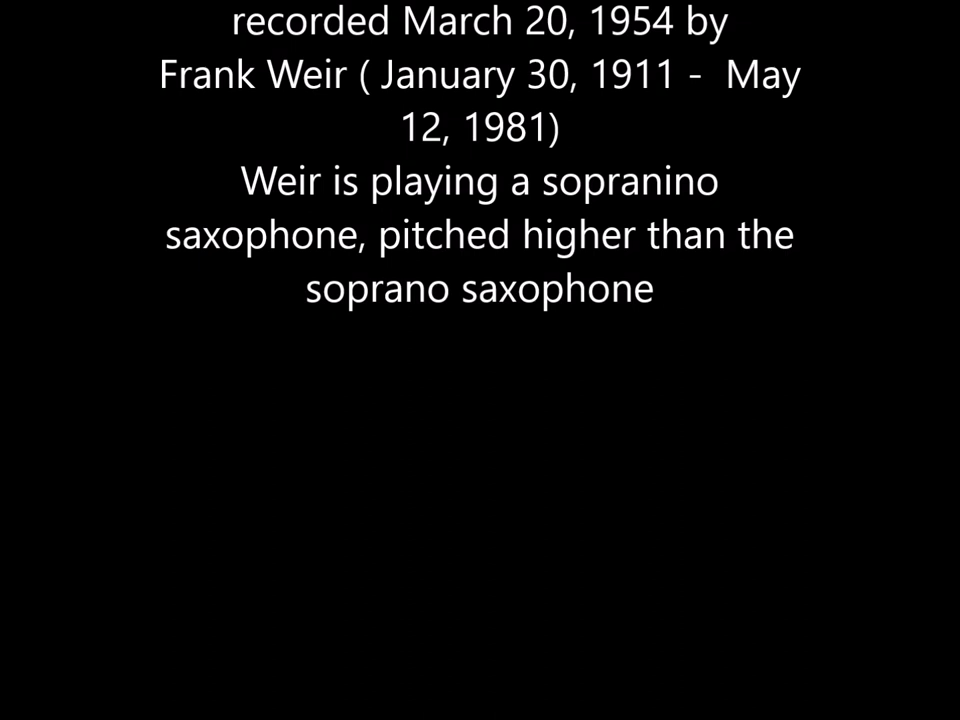 recorded March 20, 1954 by
Frank Weir ( January 30, 1911 -  May
12, 1981)
Weir is playing a sopranino
saxophone, pitched higher than the
soprano saxophone